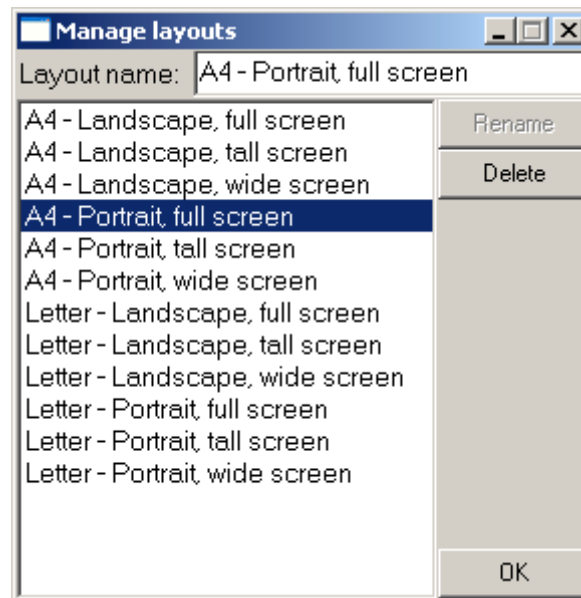 Manage layouts
Layout name: A4 - Portrait, full screen
A4 - Landscape, full screen
Rename
A4 - Landscape, tall screen
Delete
A4 - Landscape, wide screen
A4 - Portrait, full screen
A4 - Portrait, tall screen
A4 - Portrait, wide screen
Letter - Landscape, full screen
Letter - Landscape, tall screen
Letter - Landscape, wide screen
Letter - Portrait, full screen
Letter - Portrait, tall screen
Letter - Portrait, wide screen
OK